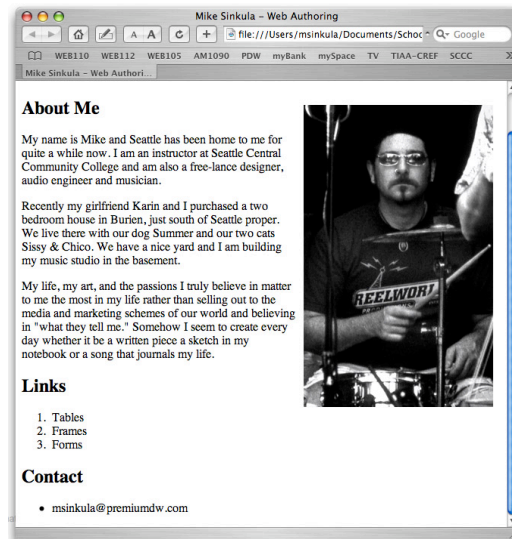 Mike Sinkula – Web Authoring
A A
file:///Users/msinkula/Documents/Schoo
Google
WEB110 WEB112 WEB105 AM1090 PDW myBank mySpace TV TIAA-CREF SCCC
Mike Sinkula – Web Authori...
About Me
My name is Mike and Seattle has been home to me for
quite a while now. I am an instructor at Seattle Central
Community College and am also a free-lance designer,
audio engineer and musician.
Recently my girlfriend Karin and I purchased a two
bedroom house in Burien, just south of Seattle proper.
We live there with our dog Summer and our two cats
Sissy & Chico. We have a nice yard and I am building
my music studio in the basement.
My life, my art, and the passions I truly believe in matter
to me the most in my life rather than selling out to the
media and marketing schemes of our world and believing
in "what they tell me." Somehow I seem to create every
day whether it be a written piece a sketch in my
notebook or a song that journals my life.
REELWORL
Links
1. Tables
2. Frames
3. Forms
Contact
• msinkula@premiumdw.com